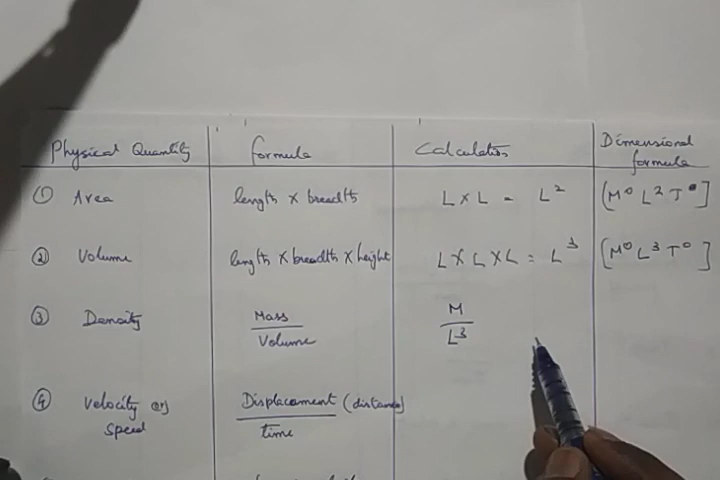 Physical Quantity formula Calculation Dimensional formula
① Area length × breadth L × L = L² [M⁰ L² T⁰]
② Volume length × breadth × height L × L × L = L³ [M⁰ L³ T⁰]
③ Density Mass / Volume M / L³
④ Velocity or) speed Displacement (distance) / time